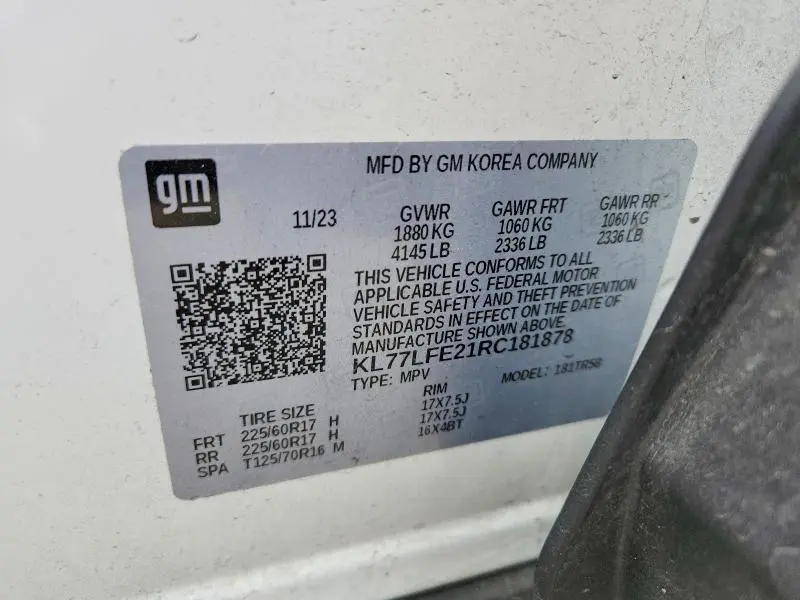 gm
MFD BY GM KOREA COMPANY
11/23
GVWR GAWR FRT GAWR RR
1880 KG 1060 KG 1060 KG
4145 LB 2336 LB 2336 LB
THIS VEHICLE CONFORMS TO ALL
APPLICABLE U.S. FEDERAL MOTOR
VEHICLE SAFETY AND THEFT PREVENTION
STANDARDS IN EFFECT ON THE DATE OF
MANUFACTURE SHOWN ABOVE.
KL77LFE21RC181878
TYPE: MPV MODEL: 181TR58
TIRE SIZE RIM
FRT 225/60R17 H 17X7.5J
RR 225/60R17 H 17X7.5J
SPA T125/70R16 M 16X4BT